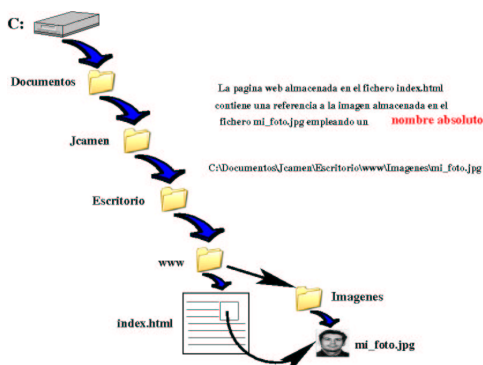 C:
Documentos
La pagina web almacenada en el fichero index.html
contiene una referencia a la imagen almacenada en el
fichero mi_foto.jpg empleando un nombre absoluto
Jcamen
C:\Documentos\Jcamen\Escritorio\www\Imagenes\mi_foto.jpg
Escritorio
www
Imagenes
index.html
mi_foto.jpg